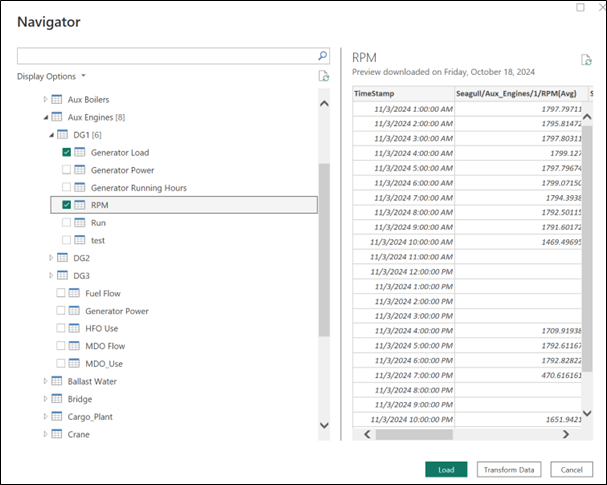 Navigator
Display Options
Aux Boilers
Aux Engines [8]
DG1 [6]
Generator Load
Generator Power
Generator Running Hours
RPM
Run
test
DG2
DG3
Fuel Flow
Generator Power
HFO Use
MDO Flow
MDO_Use
Ballast Water
Bridge
Cargo_Plant
Crane
RPM
Preview downloaded on Friday, October 18, 2024
TimeStamp Seagull/Aux_Engines/1/RPM(Avg) S
11/3/2024 1:00:00 AM 1797.79711
11/3/2024 2:00:00 AM 1795.81472
11/3/2024 3:00:00 AM 1797.80311
11/3/2024 4:00:00 AM 1799.127
11/3/2024 5:00:00 AM 1797.79674
11/3/2024 6:00:00 AM 1799.07150
11/3/2024 7:00:00 AM 1794.3938
11/3/2024 8:00:00 AM 1792.50115
11/3/2024 9:00:00 AM 1791.60172
11/3/2024 10:00:00 AM 1469.49695
11/3/2024 11:00:00 AM
11/3/2024 12:00:00 PM
11/3/2024 1:00:00 PM
11/3/2024 2:00:00 PM
11/3/2024 3:00:00 PM
11/3/2024 4:00:00 PM 1709.91938
11/3/2024 5:00:00 PM 1792.61167
11/3/2024 6:00:00 PM 1792.82822
11/3/2024 7:00:00 PM 470.616161
11/3/2024 8:00:00 PM
11/3/2024 9:00:00 PM
11/3/2024 10:00:00 PM 1651.9421
Load Transform Data Cancel